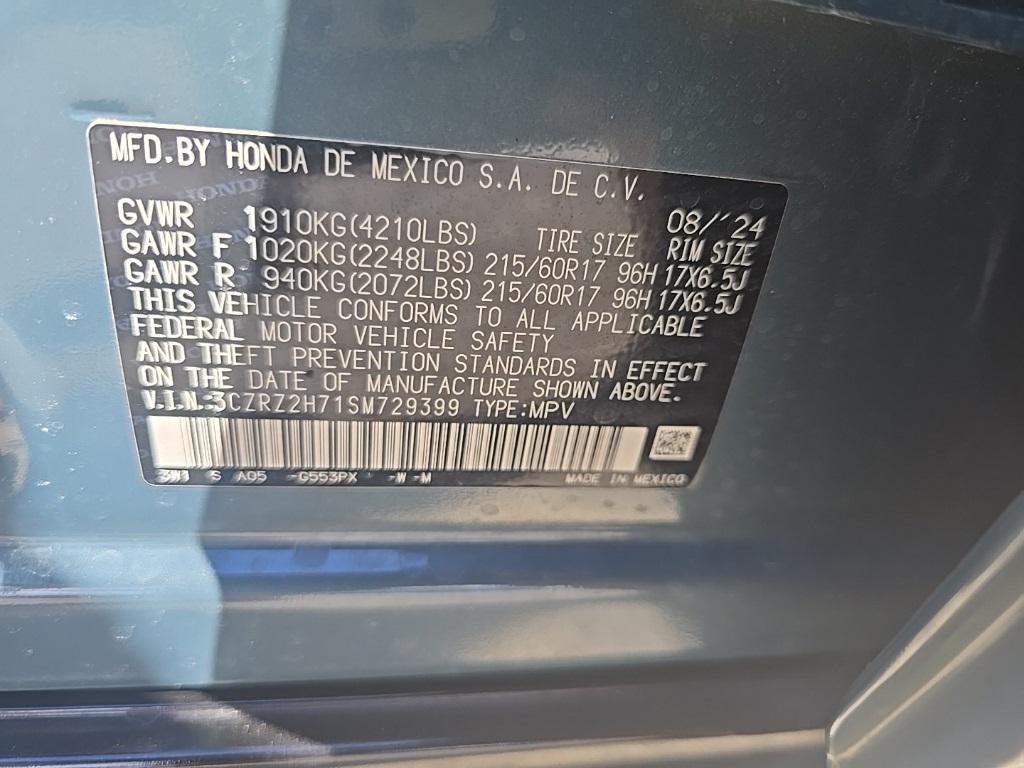 MFD.BY HONDA DE MEXICO S.A. DE C.V.
08/ '24
GVWR 1910KG(4210LBS) TIRE SIZE RIM SIZE
GAWR F 1020KG(2248LBS) 215/60R17 96H 17X6.5J
GAWR R 940KG(2072LBS) 215/60R17 96H 17X6.5J
THIS VEHICLE CONFORMS TO ALL APPLICABLE
FEDERAL MOTOR VEHICLE SAFETY
AND THEFT PREVENTION STANDARDS IN EFFECT
ON THE DATE OF MANUFACTURE SHOWN ABOVE.
V.I.N:3CZRZ2H71SM729399 TYPE:MPV
S A05 -G553PX -W -M MADE IN MEXICO